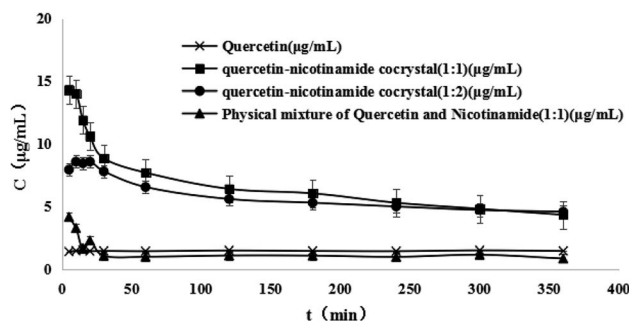 20
Quercetin(μg/mL)
quercetin-nicotinamide cocrystal(1:1)(μg/mL)
15
quercetin-nicotinamide cocrystal(1:2)(μg/mL)
Physical mixture of Quercetin and Nicotinamide(1:1)(μg/mL)
10
C（μg/mL）
5
0
0 50 100 150 200 250 300 350 400
t（min）